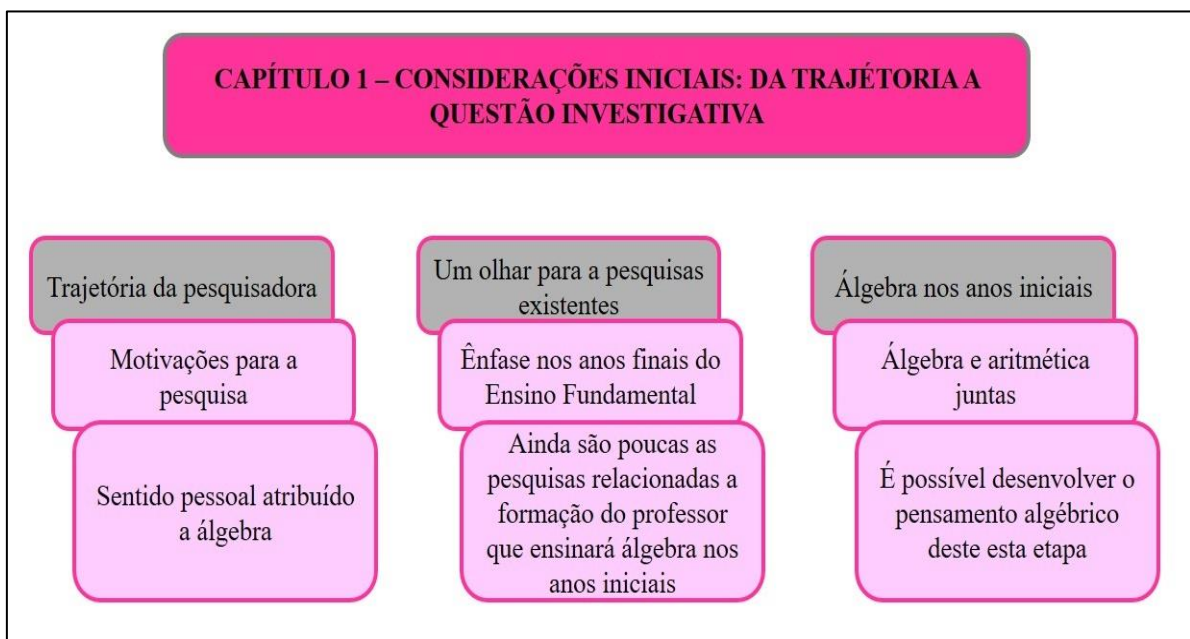 CAPÍTULO 1 – CONSIDERAÇÕES INICIAIS: DA TRAJÉTORIA A
QUESTÃO INVESTIGATIVA
Trajetória da pesquisadora
Motivações para a
pesquisa
Sentido pessoal atribuído
a álgebra
Um olhar para a pesquisas
existentes
Ênfase nos anos finais do
Ensino Fundamental
Ainda são poucas as
pesquisas relacionadas a
formação do professor
que ensinará álgebra nos
anos iniciais
Álgebra nos anos iniciais
Álgebra e aritmética
juntas
É possível desenvolver o
pensamento algébrico
deste esta etapa